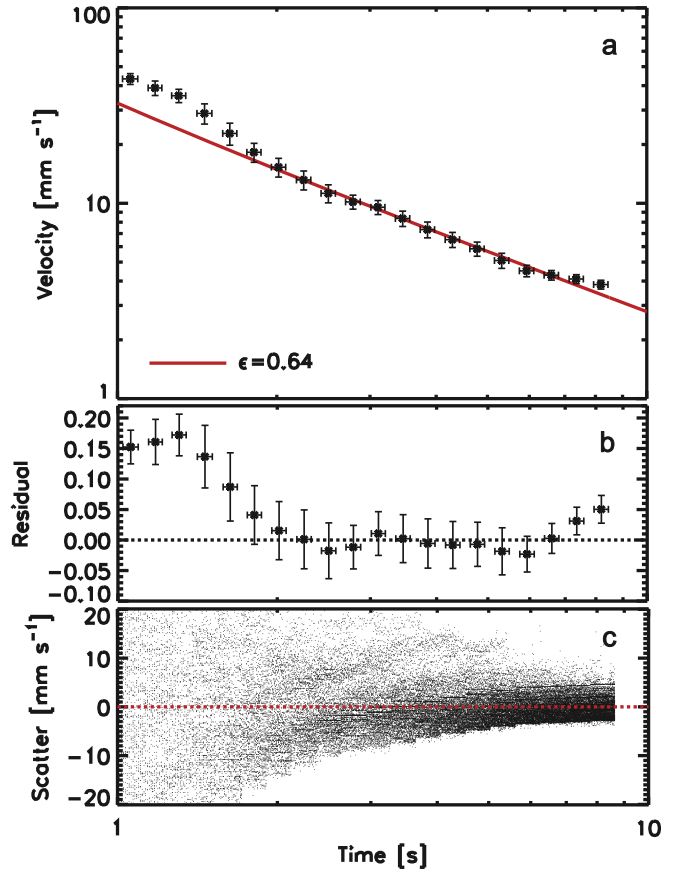 100
a
Velocity [mm s⁻¹]
10
ϵ=0.64
1
0.20
b
0.15
0.10
Residual
0.05
0.00
−0.05
−0.10
20
c
10
Scatter [mm s⁻¹]
0
−10
−20
1
10
Time [s]